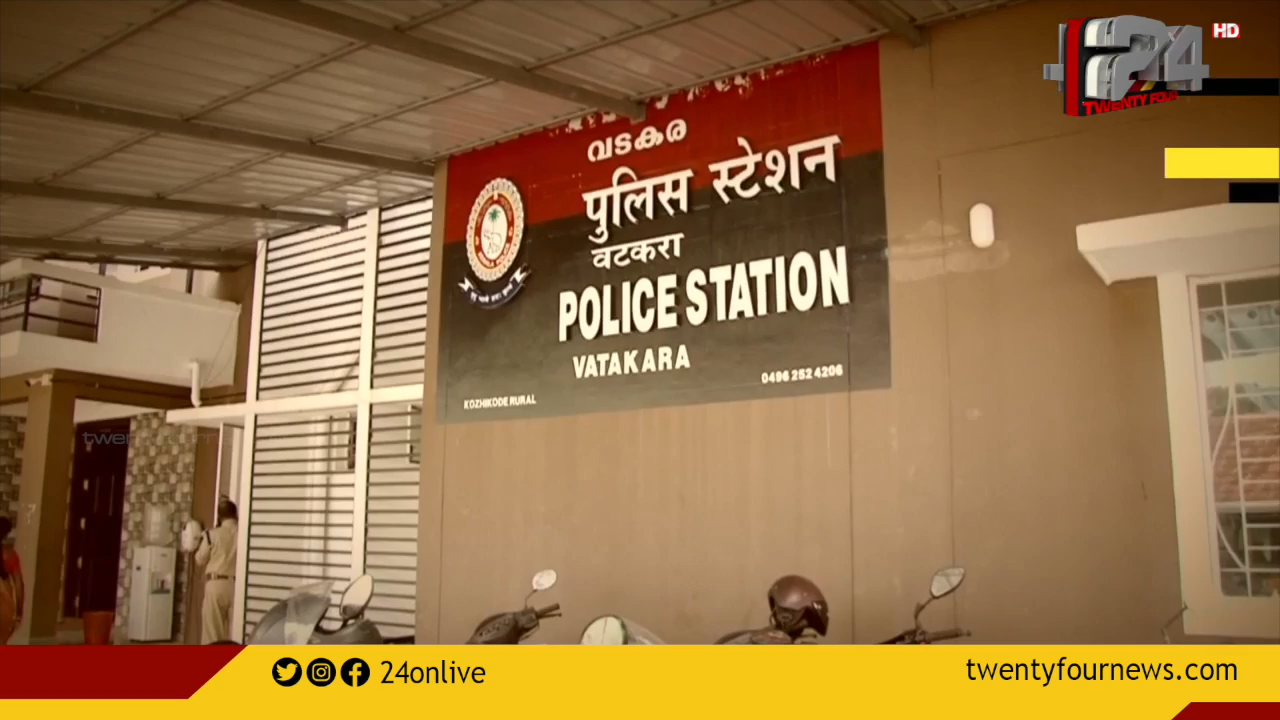 24
TWENTY FOUR
HD
വടകര
पुलिस स्टेशन
वटकरा
POLICE STATION
VATAKARA
0496 252 4206
KOZHIKODE RURAL
24onlive
twentyfournews.com